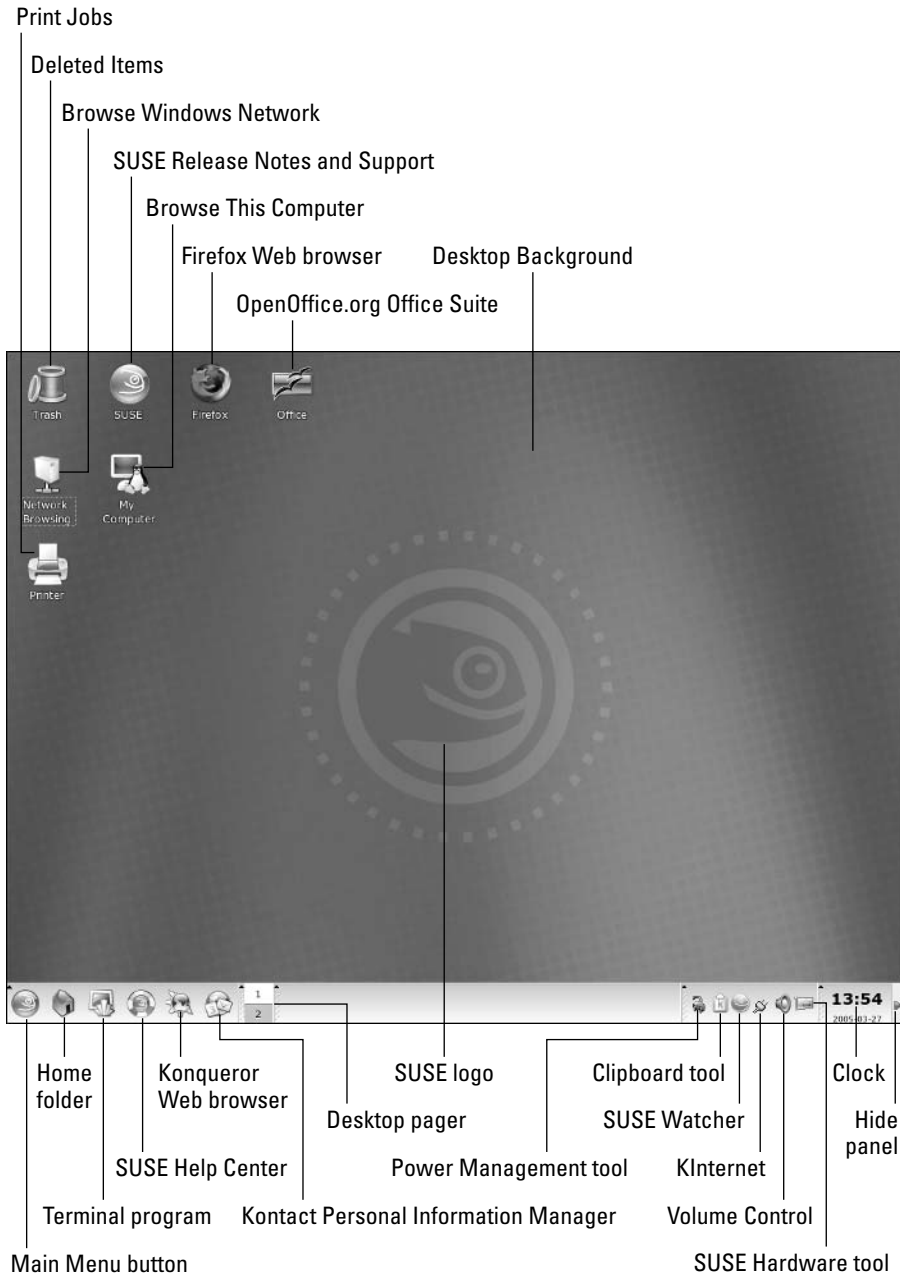 Print Jobs
Deleted Items
Browse Windows Network
SUSE Release Notes and Support
Browse This Computer
Firefox Web browser
Desktop Background
OpenOffice.org Office Suite
Trash
SUSE
Firefox
Office
Network
Browsing
My
Computer
Printer
1
2
13:54
2005-03-27
Home
folder
Konqueror
Web browser
SUSE logo
Clipboard tool
Clock
Desktop pager
SUSE Watcher
Hide
panel
SUSE Help Center
Power Management tool
KInternet
Terminal program
Kontact Personal Information Manager
Volume Control
Main Menu button
SUSE Hardware tool